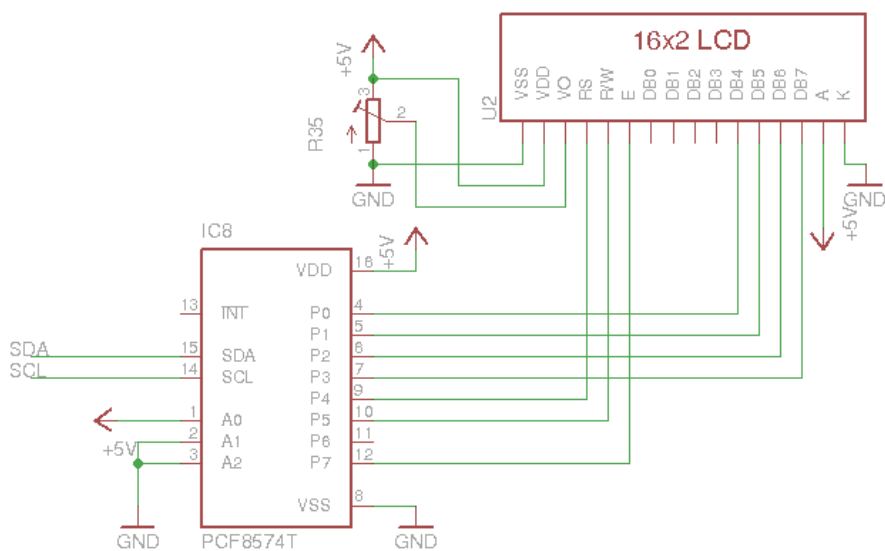 16x2 LCD
U2
VSS
VDD
VO
RS
R/W
E
DB0
DB1
DB2
DB3
DB4
DB5
DB6
DB7
A
K
+5V
R35
3
2
1
GND
GND
+5V
IC8
+5V
VDD 16
13 INT P0 4
P1 5
SDA 15 SDA P2 6
SCL 14 SCL P3 7
P4 9
1 A0 P5 10
+5V 2 A1 P6 11
3 A2 P7 12
VSS 8
GND
GND
PCF8574T